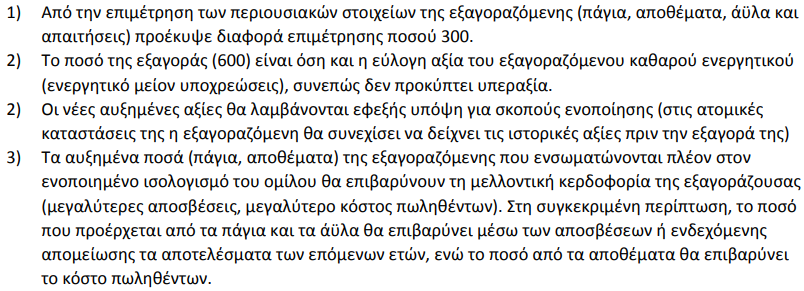 1) Από την επιμέτρηση των περιουσιακών στοιχείων της εξαγοραζόμενης (πάγια, αποθέματα, άϋλα και
απαιτήσεις) προέκυψε διαφορά επιμέτρησης ποσού 300.
2) Το ποσό της εξαγοράς (600) είναι όση και η εύλογη αξία του εξαγοραζόμενου καθαρού ενεργητικού
(ενεργητικό μείον υποχρεώσεις), συνεπώς δεν προκύπτει υπεραξία.
2) Οι νέες αυξημένες αξίες θα λαμβάνονται εφεξής υπόψη για σκοπούς ενοποίησης (στις ατομικές
καταστάσεις της η εξαγοραζόμενη θα συνεχίσει να δείχνει τις ιστορικές αξίες πριν την εξαγορά της)
3) Τα αυξημένα ποσά (πάγια, αποθέματα) της εξαγοραζόμενης που ενσωματώνονται πλέον στον
ενοποιημένο ισολογισμό του ομίλου θα επιβαρύνουν τη μελλοντική κερδοφορία της εξαγοράζουσας
(μεγαλύτερες αποσβέσεις, μεγαλύτερο κόστος πωληθέντων). Στη συγκεκριμένη περίπτωση, το ποσό
που προέρχεται από τα πάγια και τα άϋλα θα επιβαρύνει μέσω των αποσβέσεων ή ενδεχόμενης
απομείωσης τα αποτελέσματα των επόμενων ετών, ενώ το ποσό από τα αποθέματα θα επιβαρύνει
το κόστο πωληθέντων.